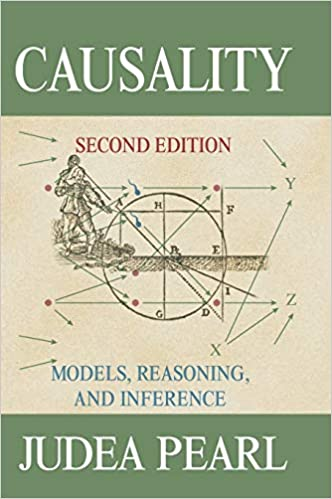 CAUSALITY
SECOND EDITION
Y
H
F
E
I
G
D
Z
X
MODELS, REASONING,
AND INFERENCE
JUDEA PEARL